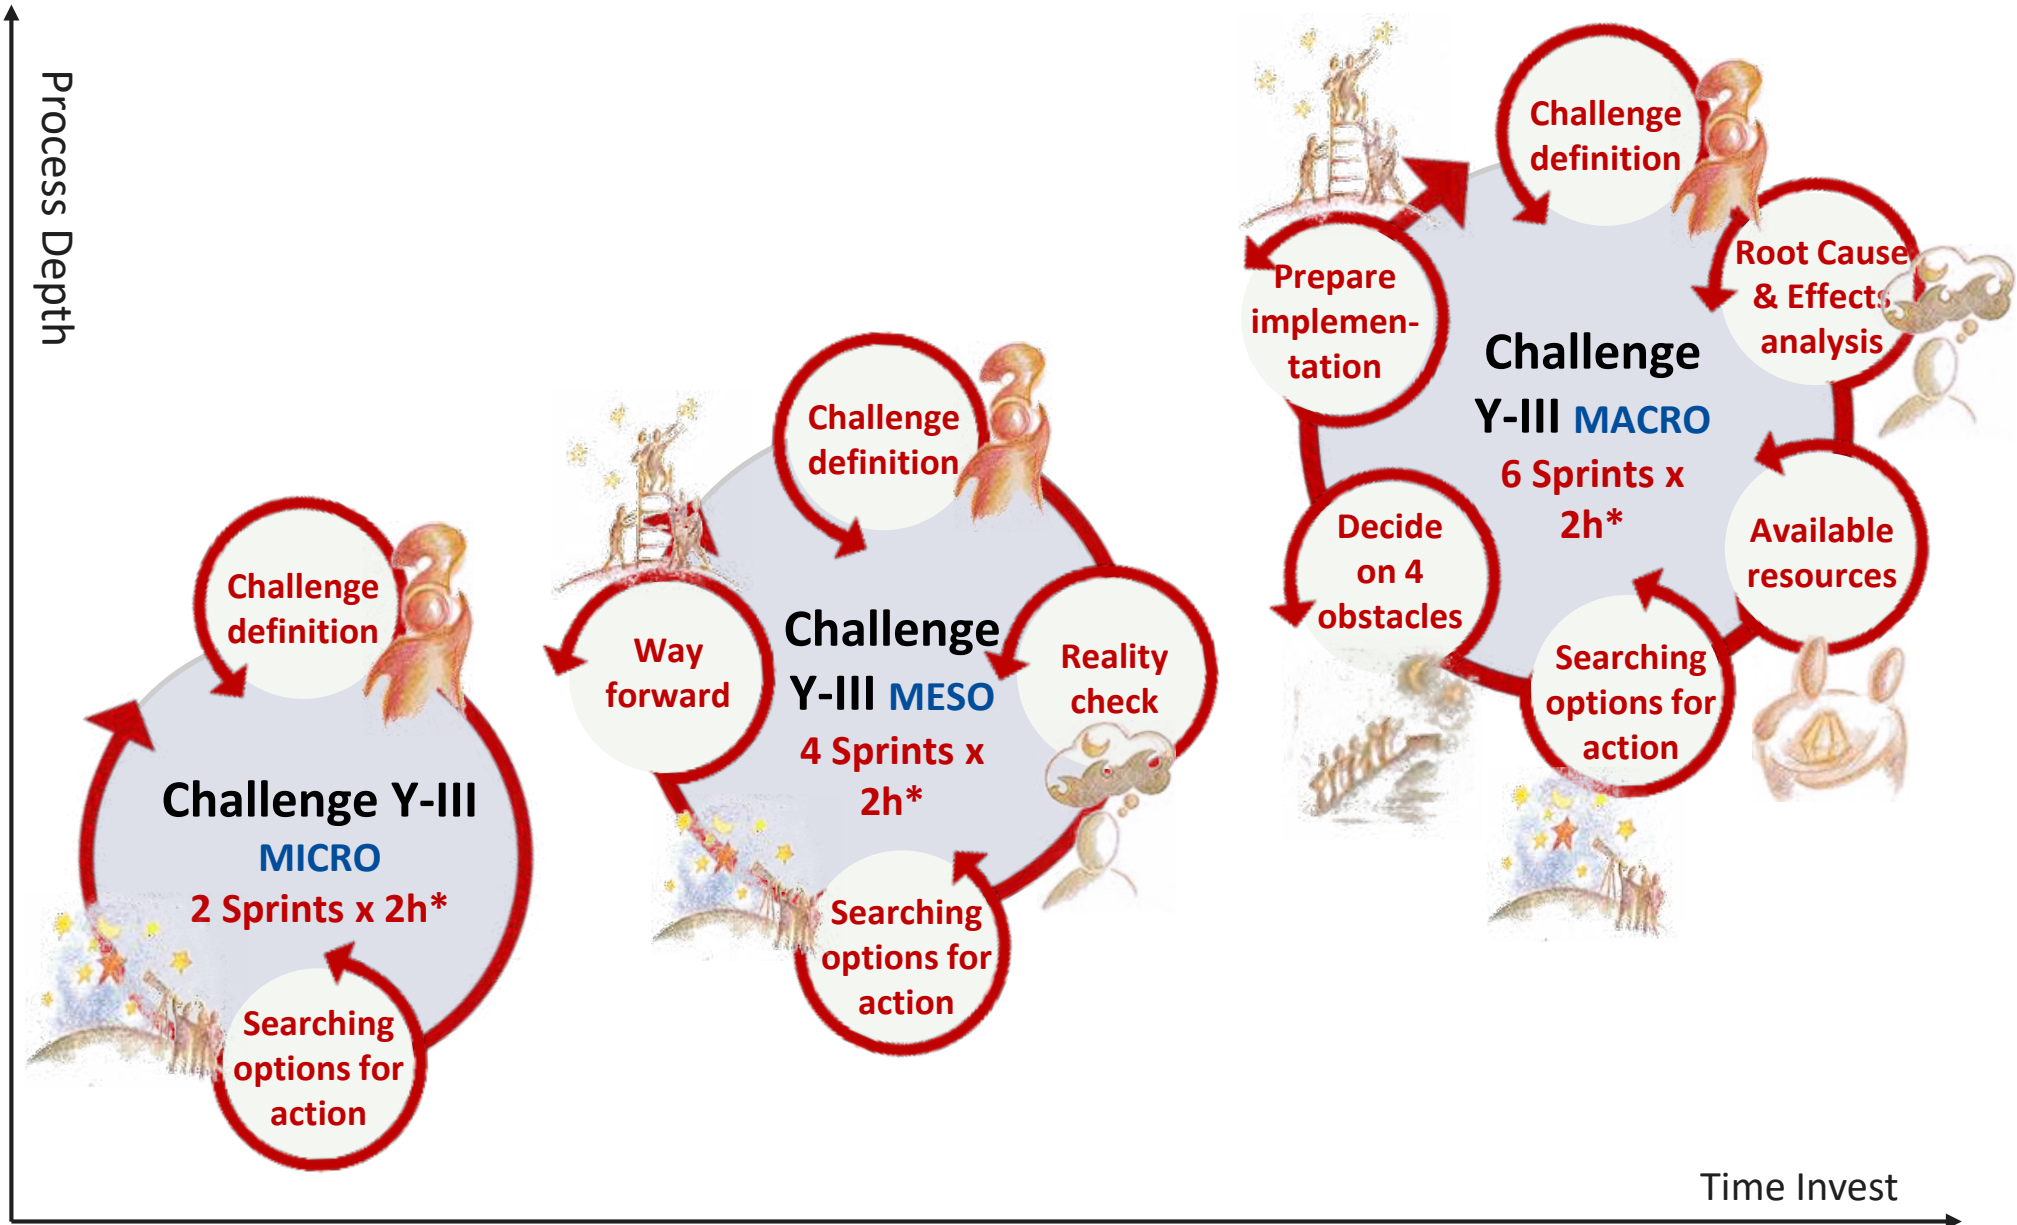 Process Depth
Challenge
definition
Challenge Y-III
MICRO
2 Sprints x 2h*
Searching
options for
action
Challenge
definition
Way
forward
Challenge
Y-III MESO
4 Sprints x
2h*
Reality
check
Searching
options for
action
Challenge
definition
Root Cause
& Effects
analysis
Prepare
implemen-
tation
Challenge
Y-III MACRO
6 Sprints x
2h*
Decide
on 4
obstacles
Available
resources
Searching
options for
action
Time Invest